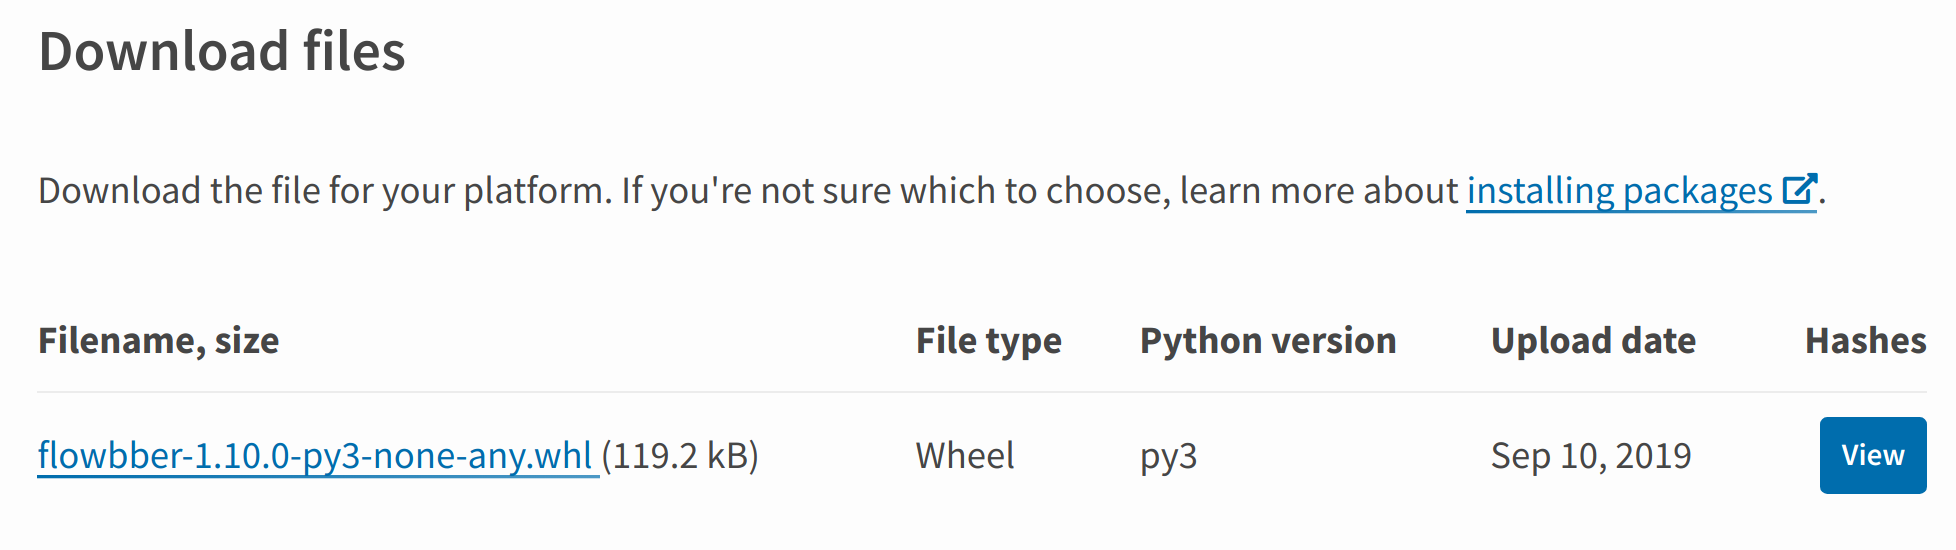 Download files
Download the file for your platform. If you're not sure which to choose, learn more about installing packages.
Filename, size File type Python version Upload date Hashes
flowbber-1.10.0-py3-none-any.whl (119.2 kB) Wheel py3 Sep 10, 2019 View